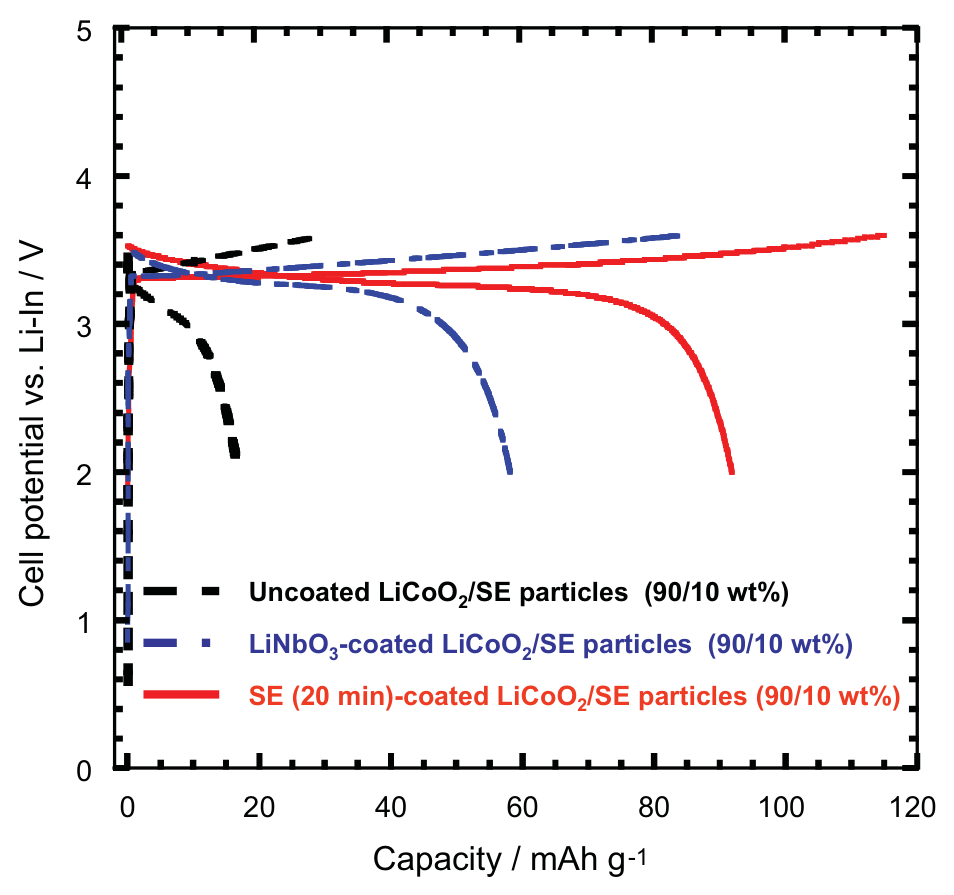 5
4
3
2
1
0
Cell potential vs. Li-In / V
Uncoated LiCoO₂/SE particles (90/10 wt%)
LiNbO₃-coated LiCoO₂/SE particles (90/10 wt%)
SE (20 min)-coated LiCoO₂/SE particles (90/10 wt%)
0 20 40 60 80 100 120
Capacity / mAh g⁻¹